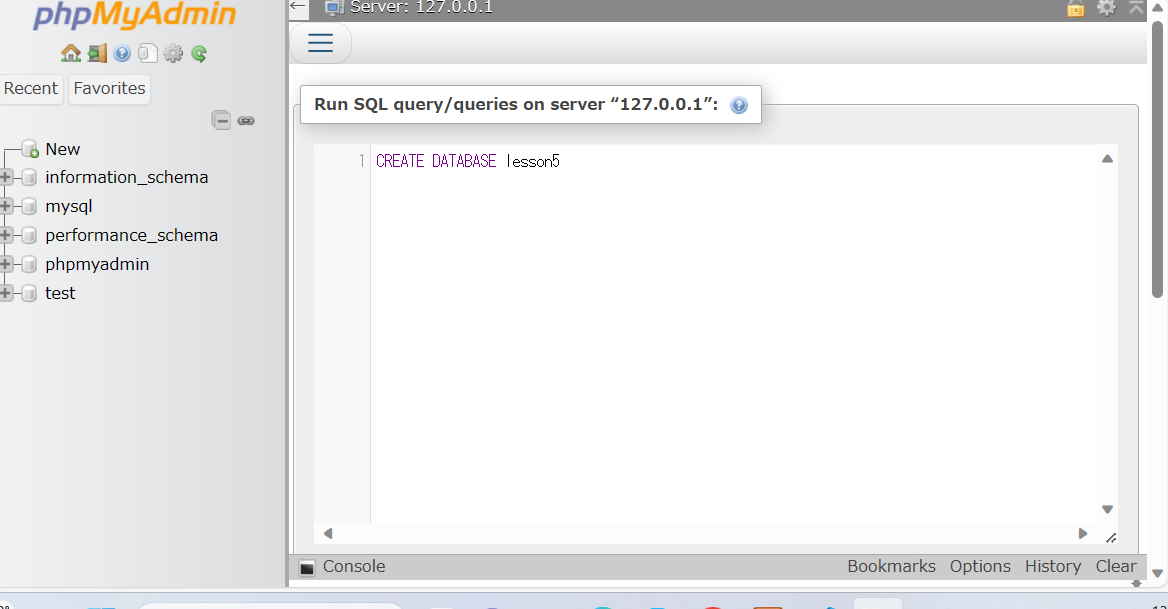 phpMyAdmin
Server: 127.0.0.1
Recent
Favorites
Run SQL query/queries on server “127.0.0.1”:
1 CREATE DATABASE lesson5
New
information_schema
mysql
performance_schema
phpmyadmin
test
Console
Bookmarks Options History Clear